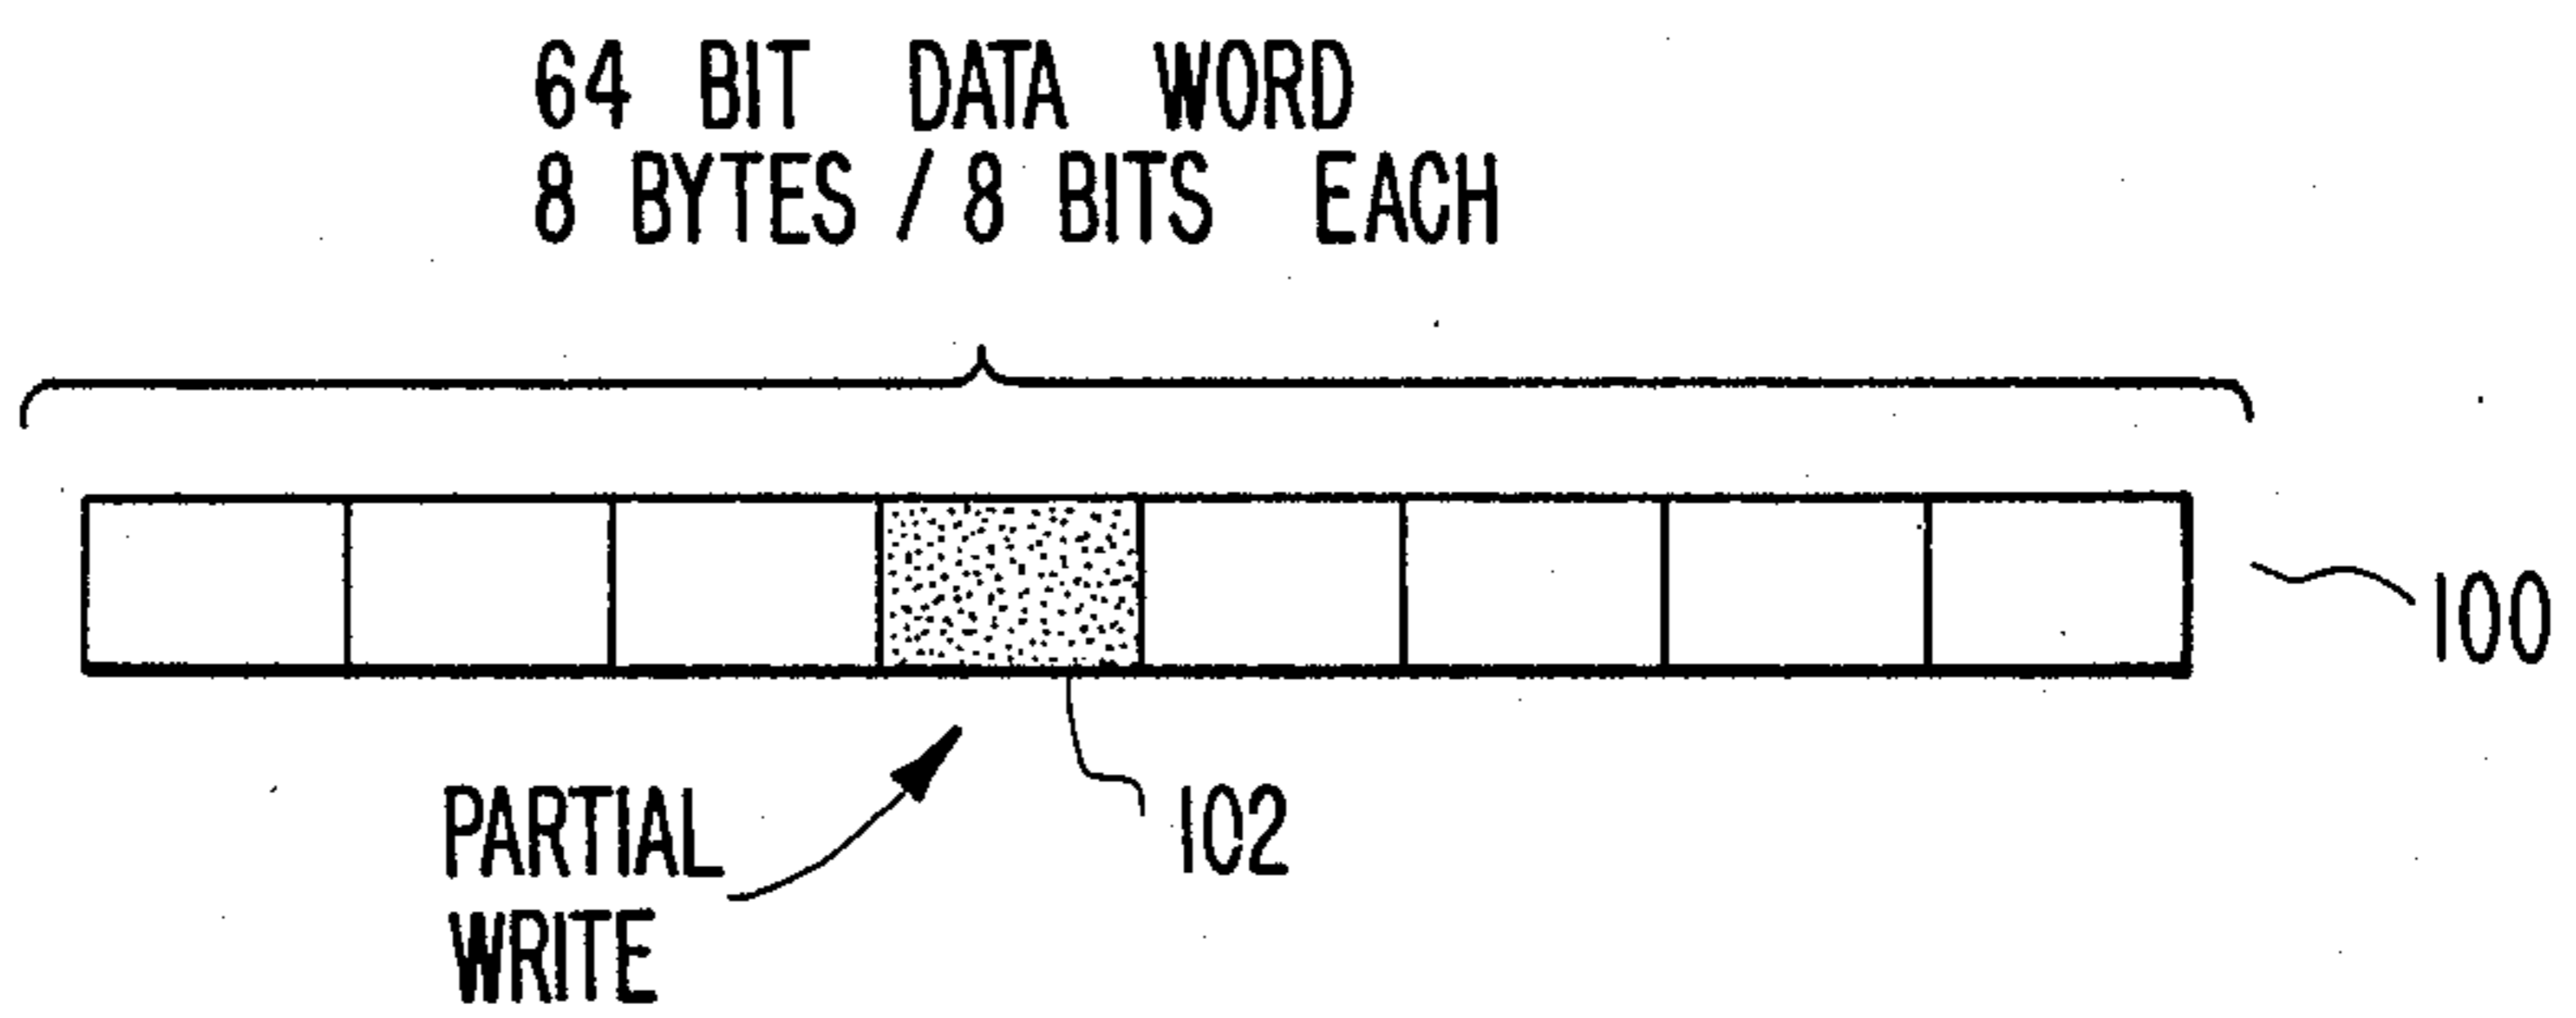 64 BIT DATA WORD
8 BYTES / 8 BITS EACH
100
102
PARTIAL
WRITE